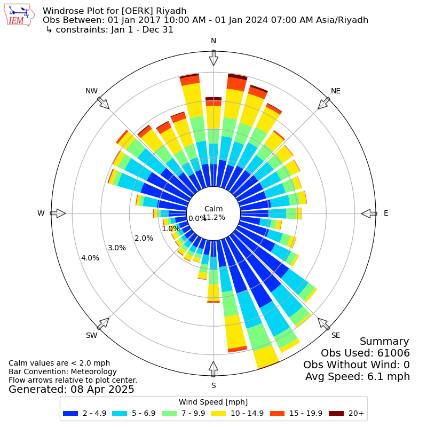 Windrose Plot for [OERK] Riyadh
Obs Between: 01 Jan 2017 10:00 AM - 01 Jan 2024 07:00 AM Asia/Riyadh
↳ constraints: Jan 1 - Dec 31
IEM
N
NW
NE
W
E
SW
SE
S
Calm
11.2%
0.0%
1.0%
2.0%
3.0%
4.0%
Summary
Obs Used: 61006
Obs Without Wind: 0
Avg Speed: 6.1 mph
Calm values are < 2.0 mph
Bar Convention: Meteorology
Flow arrows relative to plot center.
Generated: 08 Apr 2025
Wind Speed [mph]
2 - 4.9
5 - 6.9
7 - 9.9
10 - 14.9
15 - 19.9
20+